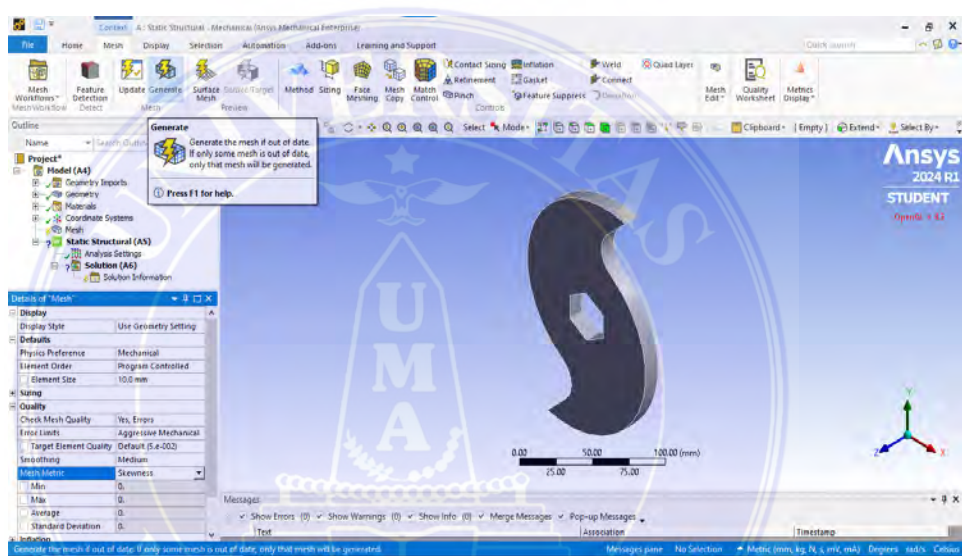 Context A : Static Structural - Mechanical [Ansys Mechanical Enterprise]
File Home Mesh Display Selection Automation Add-ons Learning and Support
Mesh Workflows Feature Detection Update Generate Surface Mesh Source/Target Method Sizing Face Meshing Mesh Copy Match Control Contact Sizing Inflation Weld Quad Layer Mesh Edit Quality Worksheet Metrics Display
Refinement Gasket Connect
Pinch Feature Suppress Deviation
Mesh Workflow Detect Mesh Preview Controls
Outline
Select Mode Clipboard [Empty] Extend Select By
Name
Generate
Generate the mesh if out of date.
If only some mesh is out of date,
only that mesh will be generated.
Press F1 for help.
Project*
Model (A4)
Geometry Imports
Geometry
Materials
Coordinate Systems
Mesh
Static Structural (A5)
Analysis Settings
Solution (A6)
Solution Information
Ansys
2024 R1
STUDENT
Details of "Mesh"
Display
Display Style Use Geometry Setting
Defaults
Physics Preference Mechanical
Element Order Program Controlled
Element Size 10.0 mm
Sizing
Quality
Check Mesh Quality Yes, Errors
Error Limits Aggressive Mechanical
Target Element Quality Default (5.e-002)
Smoothing Medium
Mesh Metric Skewness
Min 0.
Max 0.
Average 0.
Standard Deviation 0.
Inflation
UMA
0.00 50.00 100.00 (mm)
25.00 75.00
Y
Z X
Messages
Show Errors (0) Show Warnings (0) Show Info (0) Merge Messages Pop-up Messages
Text Association Timestamp
Generate the mesh if out of date. If only some mesh is out of date, only that mesh will be generated.
Messages pane No Selection Metric (mm, kg, N, s, mV, mA) Degrees rad/s Celsius